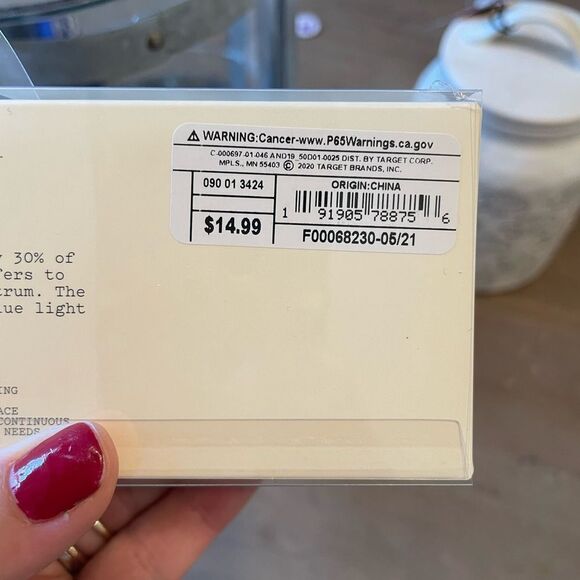 ⚠ WARNING:Cancer-www.P65Warnings.ca.gov
C-000697-01-046 AND19_50D01-0025 DIST. BY TARGET CORP.
MPLS., MN 55403 © 2020 TARGET BRANDS, INC.
090 01 3424
ORIGIN:CHINA
1 91905 78875 6
$14.99
F00068230-05/21
30% of
fers to
trum. The
ue light
ING
ACE
CONTINUOUS
NEEDS